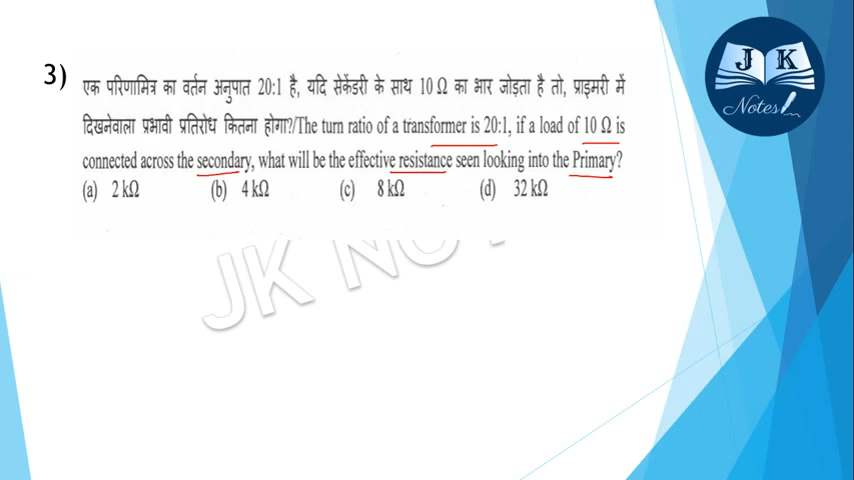 J K
Notes
3)
एक परिणामित्र का वर्तन अनुपात 20:1 है, यदि सेकेंडरी के साथ 10 Ω का भार जोड़ता है तो, प्राइमरी में
दिखनेवाला प्रभावी प्रतिरोध कितना होगा?/The turn ratio of a transformer is 20:1, if a load of 10 Ω is
connected across the secondary, what will be the effective resistance seen looking into the Primary?
(a) 2 kΩ (b) 4 kΩ (c) 8 kΩ (d) 32 kΩ